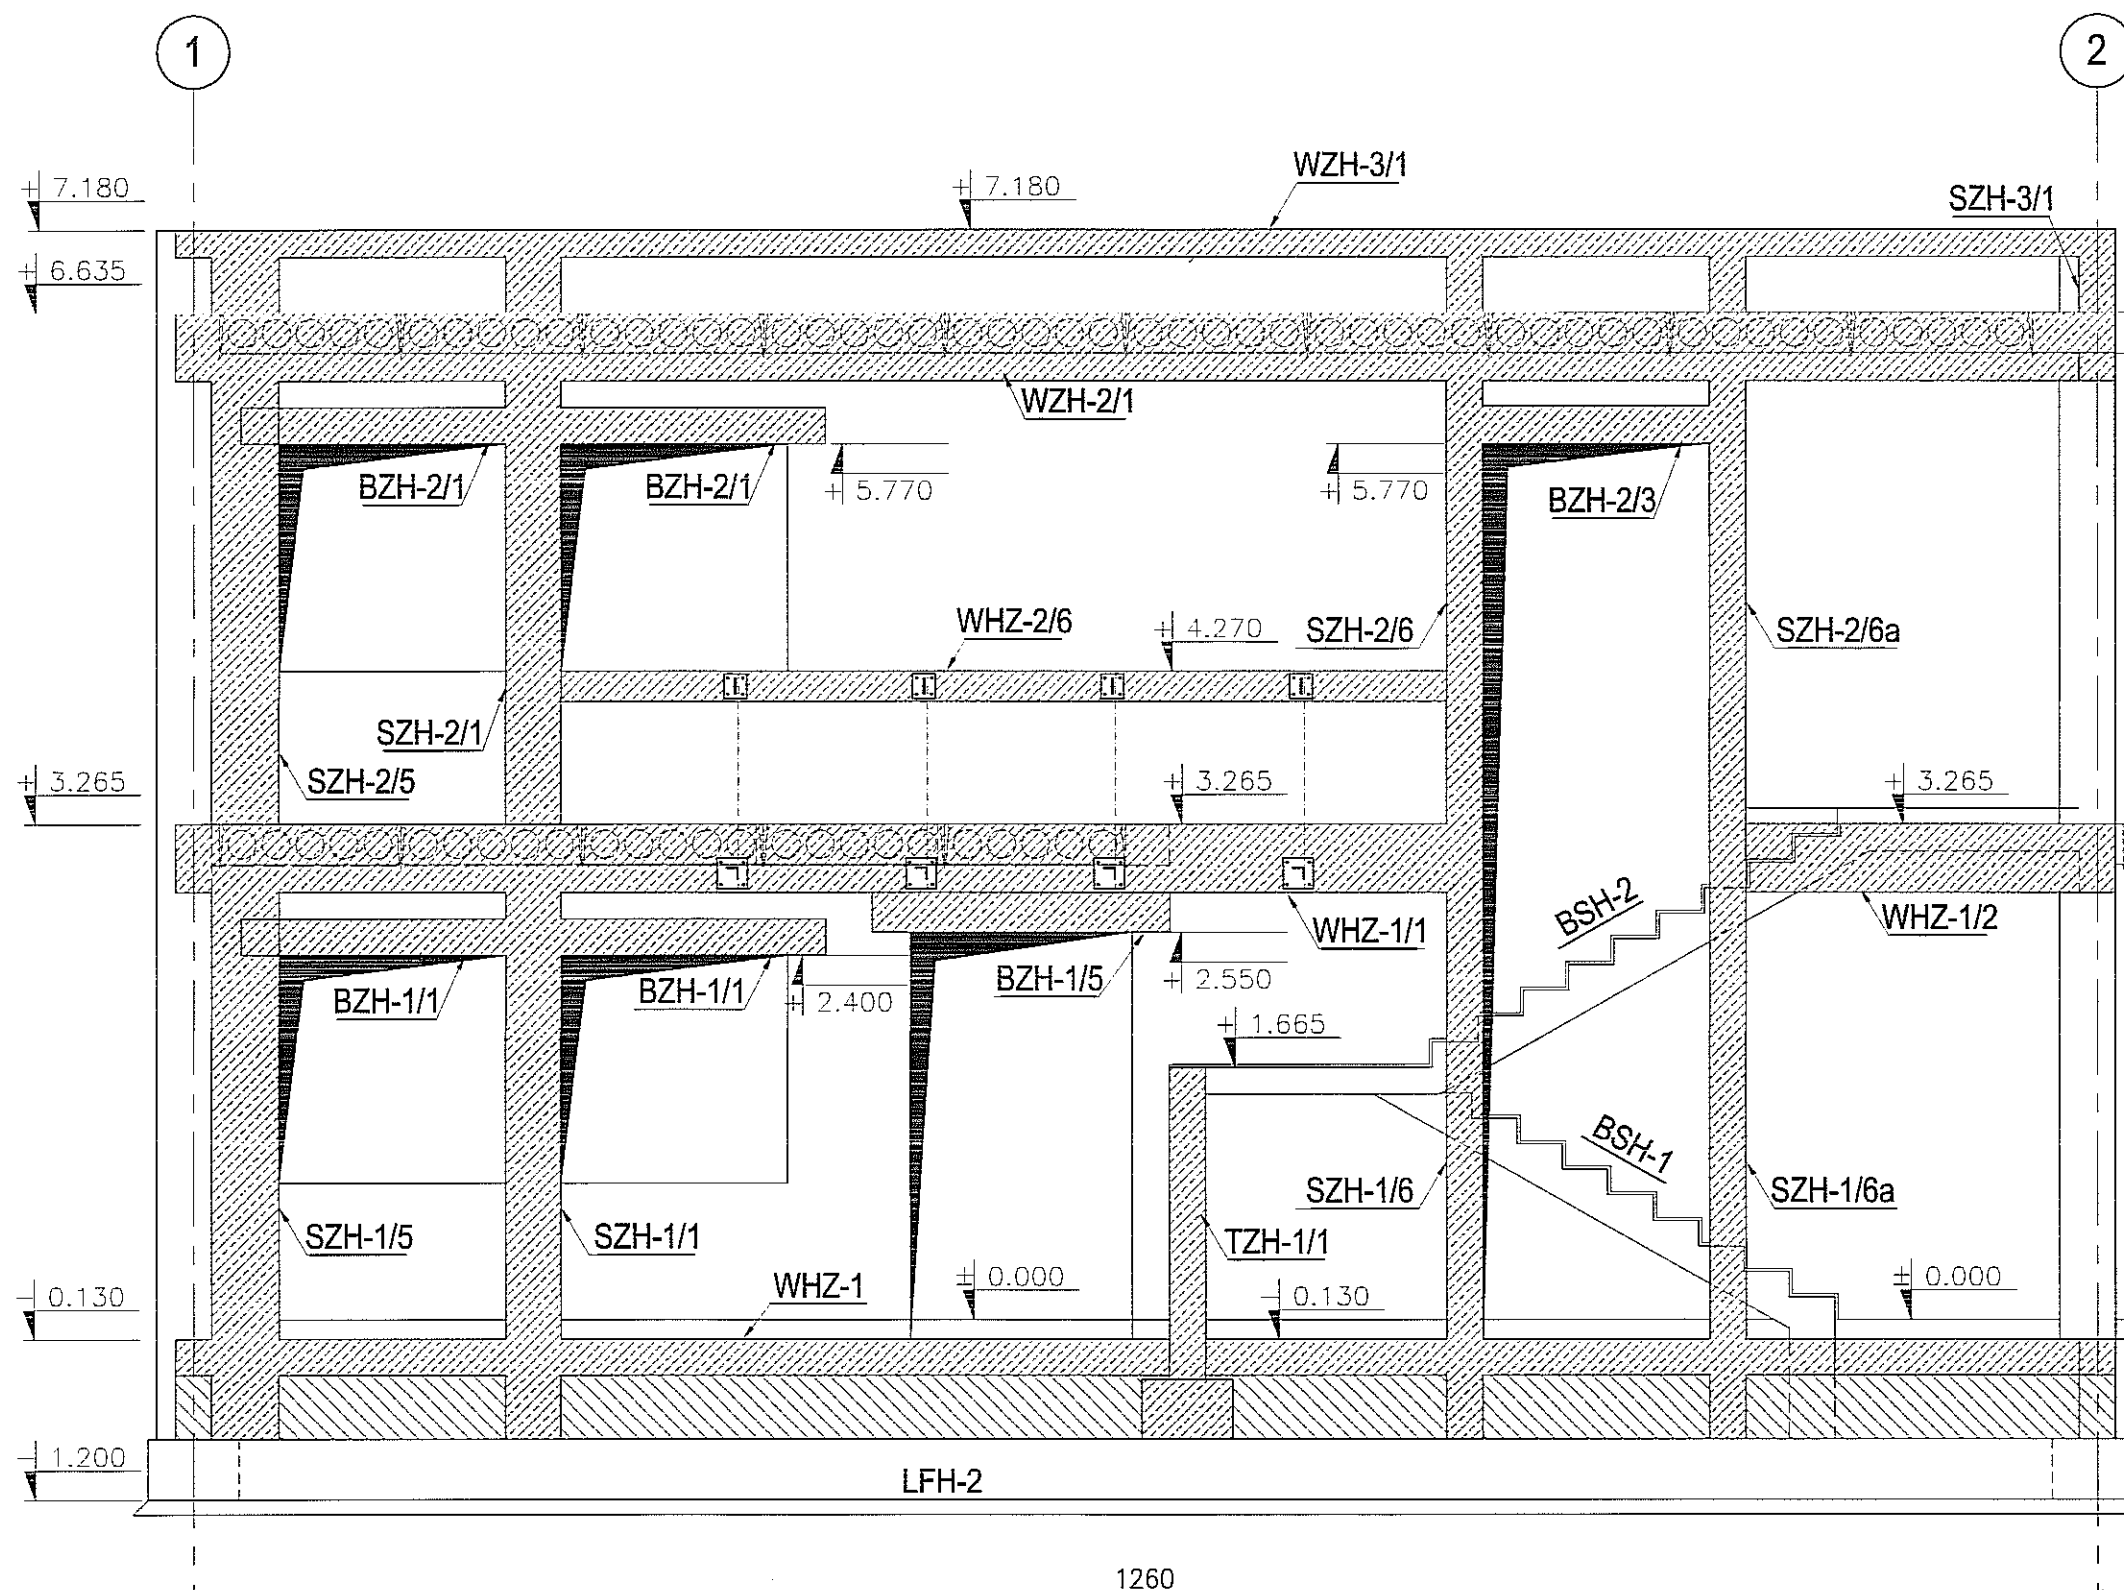 1
2
WZH-3/1
+ 7.180
+ 7.180
SZH-3/1
+ 6.635
WZH-2/1
BZH-2/1
BZH-2/1
+ 5.770
+ 5.770
BZH-2/3
WHZ-2/6
+ 4.270
SZH-2/6
SZH-2/6a
SZH-2/1
SZH-2/5
+ 3.265
+ 3.265
+ 3.265
BSH-2
WHZ-1/1
WHZ-1/2
BZH-1/1
BZH-1/1
+ 2.400
BZH-1/5
+ 2.550
+ 1.665
BSH-1
SZH-1/6
SZH-1/6a
SZH-1/5
SZH-1/1
TZH-1/1
WHZ-1
± 0.000
± 0.000
- 0.130
- 0.130
- 1.200
LFH-2
1260